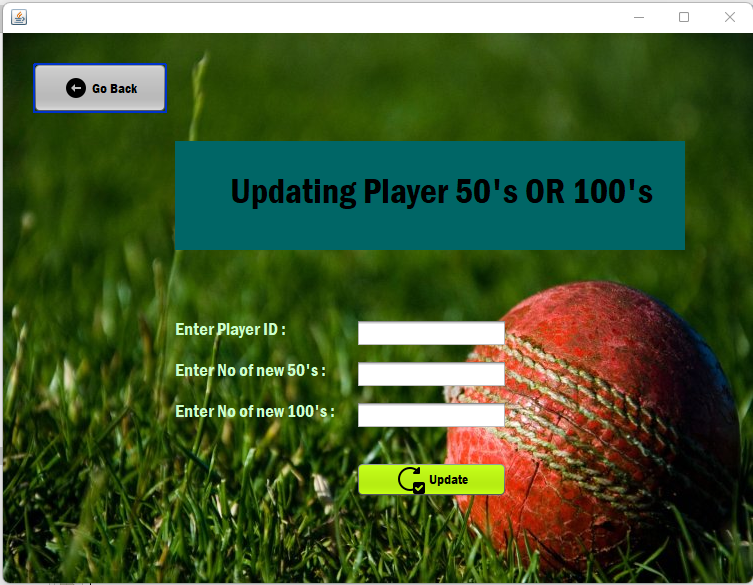 Go Back
Updating Player 50's OR 100's
Enter Player ID :
Enter No of new 50's :
Enter No of new 100's :
Update